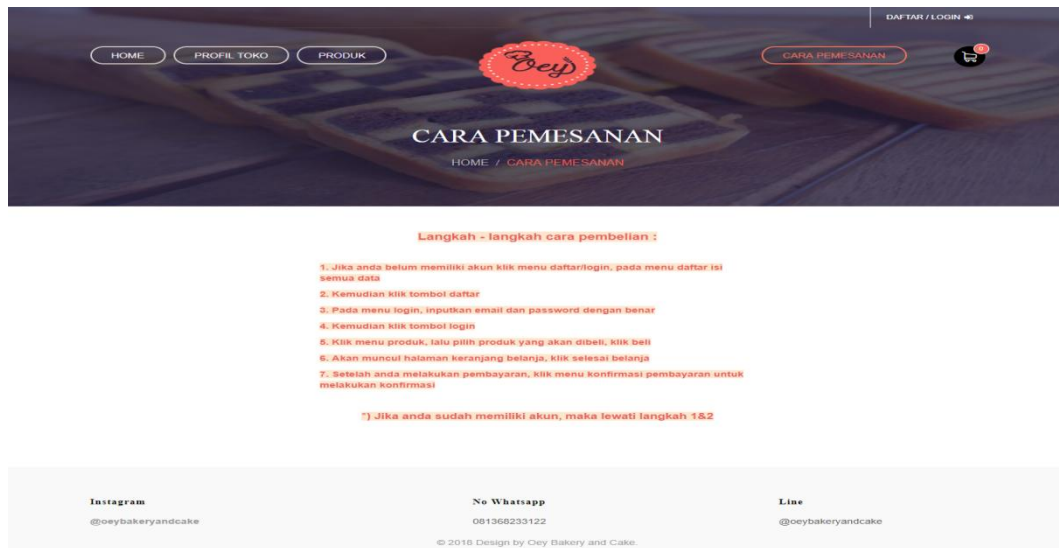 DAFTAR / LOGIN
HOME
PROFIL TOKO
PRODUK
Oey
CARA PEMESANAN
0
CARA PEMESANAN
HOME / CARA PEMESANAN
Langkah - langkah cara pembelian :
1. Jika anda belum memiliki akun klik menu daftar/login, pada menu daftar isi
semua data
2. Kemudian klik tombol daftar
3. Pada menu login, inputkan email dan password dengan benar
4. Kemudian klik tombol login
5. Klik menu produk, lalu pilih produk yang akan dibeli, klik beli
6. Akan muncul halaman keranjang belanja, klik selesai belanja
7. Setelah anda melakukan pembayaran, klik menu konfirmasi pembayaran untuk
melakukan konfirmasi
*) Jika anda sudah memiliki akun, maka lewati langkah 1&2
Instagram
@oeybakeryandcake
No Whatsapp
081368233122
Line
@oeybakeryandcake
© 2018 Design by Oey Bakery and Cake.